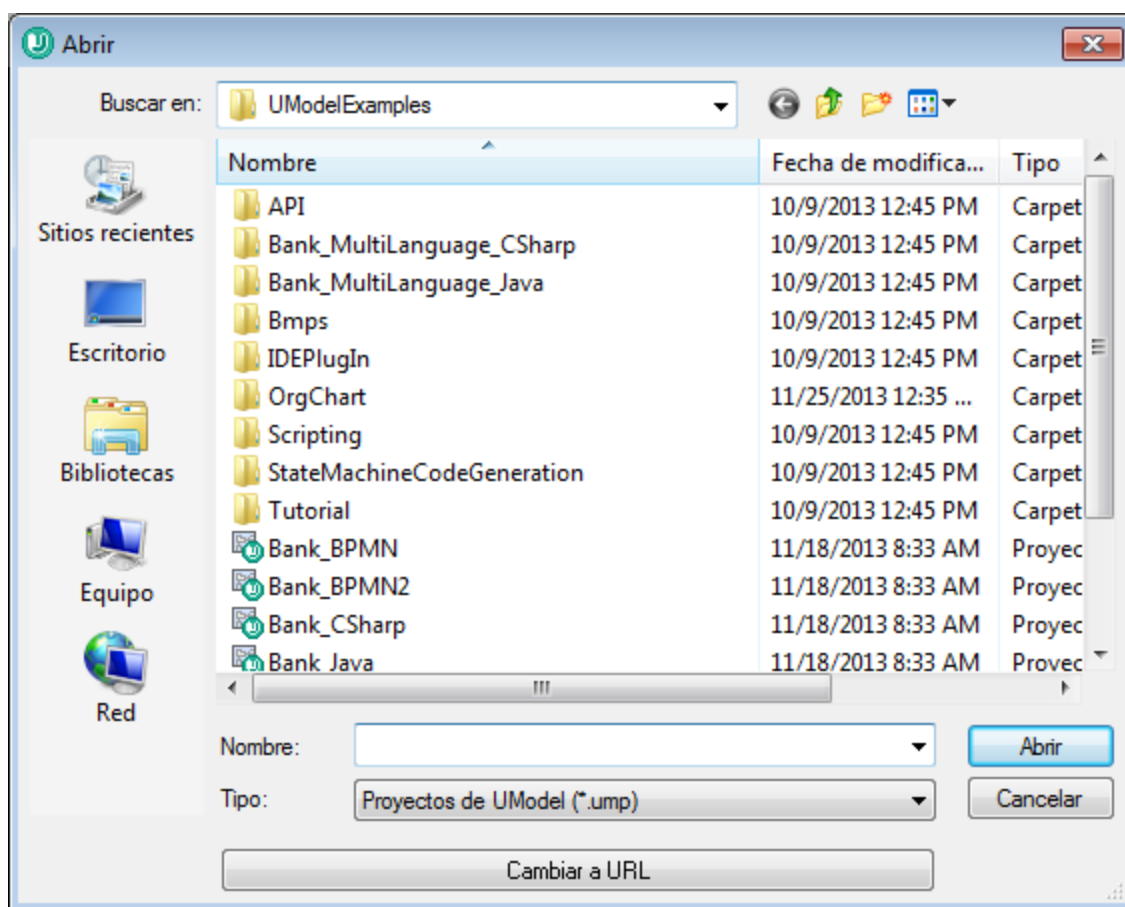 Abrir
Buscar en: UModelExamples
Nombre Fecha de modifica... Tipo
API 10/9/2013 12:45 PM Carpet
Bank_MultiLanguage_CSharp 10/9/2013 12:45 PM Carpet
Bank_MultiLanguage_Java 10/9/2013 12:45 PM Carpet
Bmps 10/9/2013 12:45 PM Carpet
IDEPlugIn 10/9/2013 12:45 PM Carpet
OrgChart 11/25/2013 12:35 ... Carpet
Scripting 10/9/2013 12:45 PM Carpet
StateMachineCodeGeneration 10/9/2013 12:45 PM Carpet
Tutorial 10/9/2013 12:45 PM Carpet
Bank_BPMN 11/18/2013 8:33 AM Proyec
Bank_BPMN2 11/18/2013 8:33 AM Proyec
Bank_CSharp 11/18/2013 8:33 AM Proyec
Bank_Java 11/18/2013 8:33 AM Proyec
Sitios recientes
Escritorio
Bibliotecas
Equipo
Red
Nombre: Abrir
Tipo: Proyectos de UModel (*.ump) Cancelar
Cambiar a URL